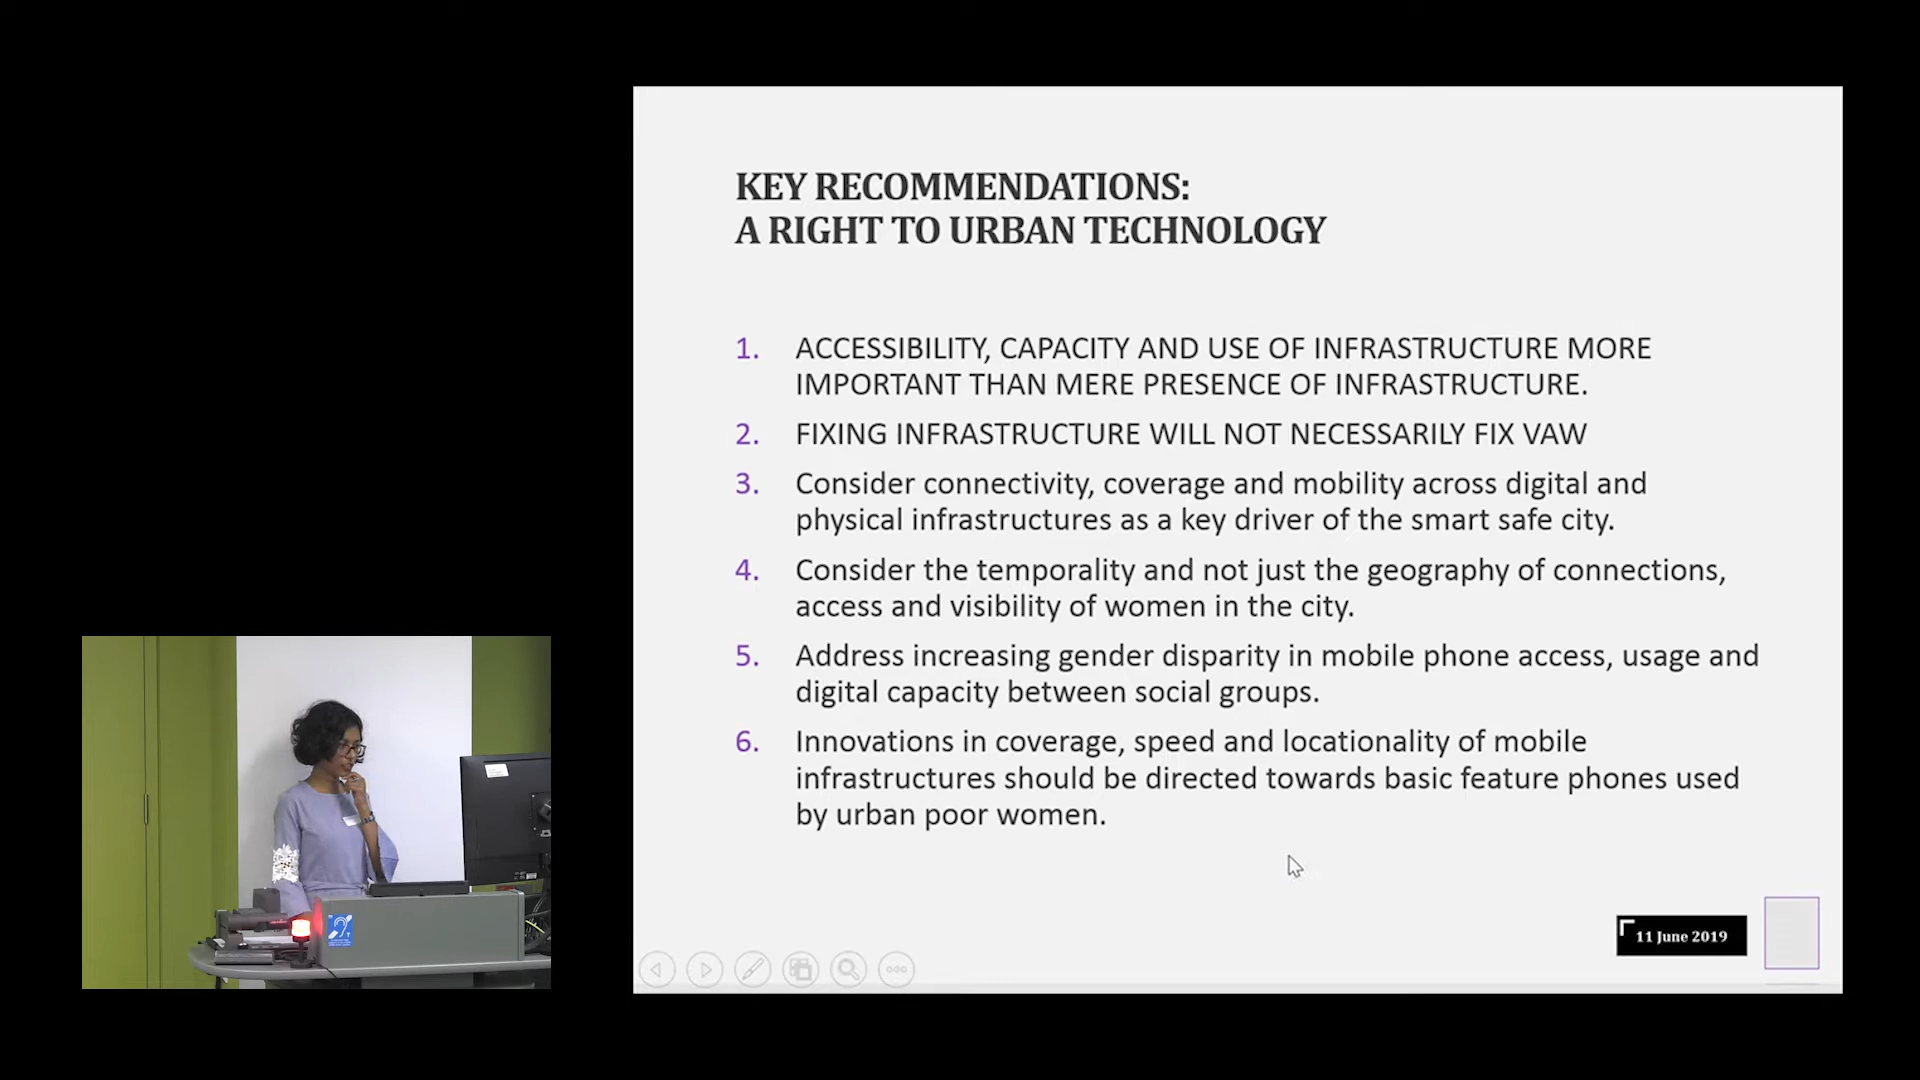 KEY RECOMMENDATIONS:
A RIGHT TO URBAN TECHNOLOGY
1. ACCESSIBILITY, CAPACITY AND USE OF INFRASTRUCTURE MORE
IMPORTANT THAN MERE PRESENCE OF INFRASTRUCTURE.
2. FIXING INFRASTRUCTURE WILL NOT NECESSARILY FIX VAW
3. Consider connectivity, coverage and mobility across digital and
physical infrastructures as a key driver of the smart safe city.
4. Consider the temporality and not just the geography of connections,
access and visibility of women in the city.
5. Address increasing gender disparity in mobile phone access, usage and
digital capacity between social groups.
6. Innovations in coverage, speed and locationality of mobile
infrastructures should be directed towards basic feature phones used
by urban poor women.
11 June 2019